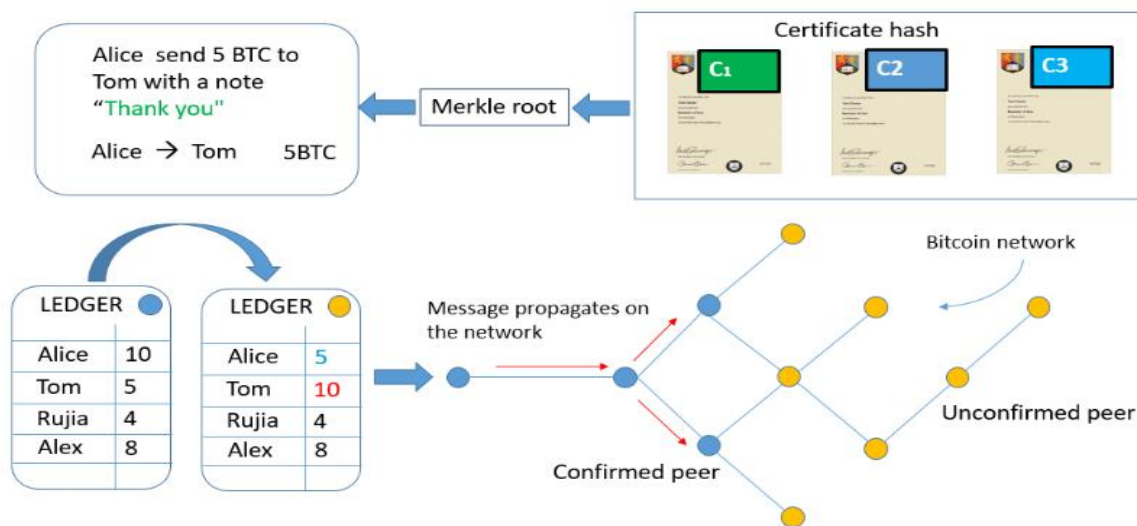 Alice send 5 BTC to
Tom with a note
“Thank you"
Alice → Tom 5BTC
Merkle root
Certificate hash
C1
C2
C3
LEDGER
Alice 10
Tom 5
Rujia 4
Alex 8
LEDGER
Alice 5
Tom 10
Rujia 4
Alex 8
Message propagates on
the network
Bitcoin network
Confirmed peer
Unconfirmed peer